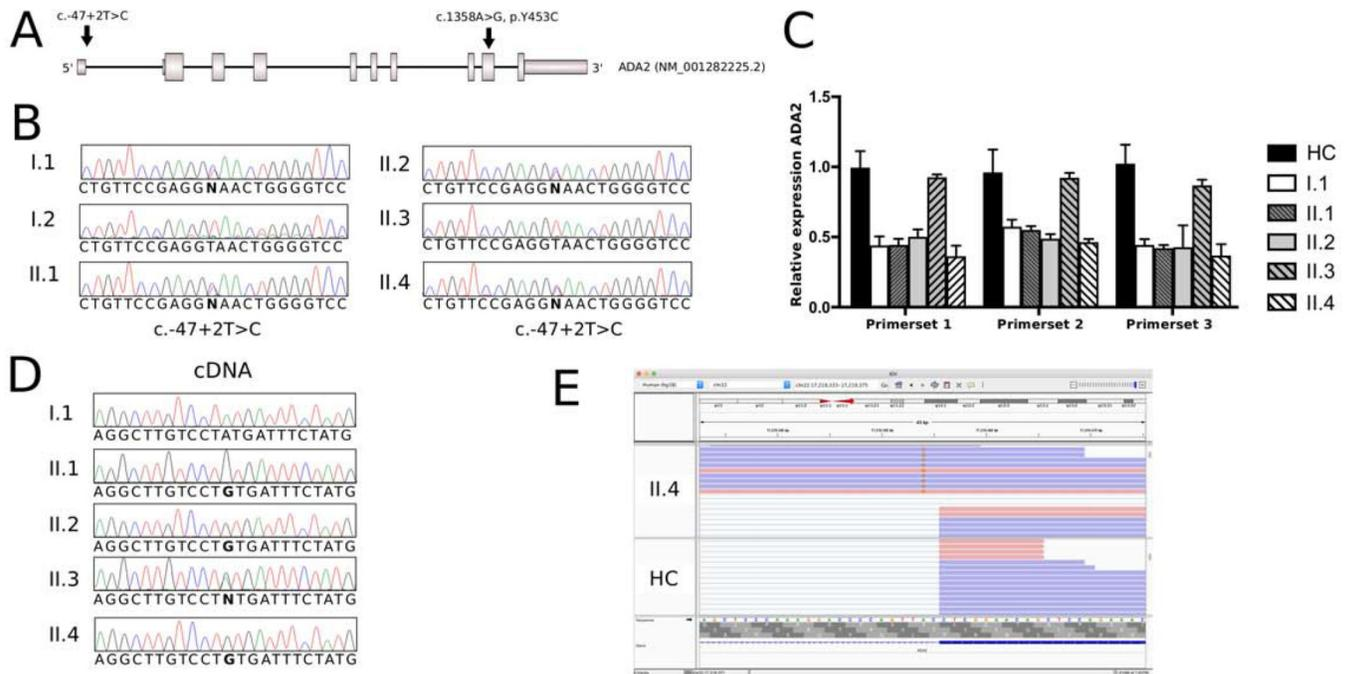 A
c.-47+2T>C
c.1358A>G, p.Y453C
5'
3'
ADA2 (NM_001282225.2)
B
I.1
CTGTTCCGAGGNAACTGGGGTCC
I.2
CTGTTCCGAGGTAACTGGGGTCC
II.1
CTGTTCCGAGGNAACTGGGGTCC
c.-47+2T>C
II.2
CTGTTCCGAGGNAACTGGGGTCC
II.3
CTGTTCCGAGGTAACTGGGGTCC
II.4
CTGTTCCGAGGNAACTGGGGTCC
c.-47+2T>C
C
Relative expression ADA2
1.5
1.0
0.5
0.0
Primerset 1
Primerset 2
Primerset 3
HC
I.1
II.1
II.2
II.3
II.4
D
cDNA
I.1
AGGCTTGTCCTATGATTTCTATG
II.1
AGGCTTGTCCTGTGATTTCTATG
II.2
AGGCTTGTCCTGTGATTTCTATG
II.3
AGGCTTGTCCTNTGATTTCTATG
II.4
AGGCTTGTCCTGTGATTTCTATG
E
II.4
HC